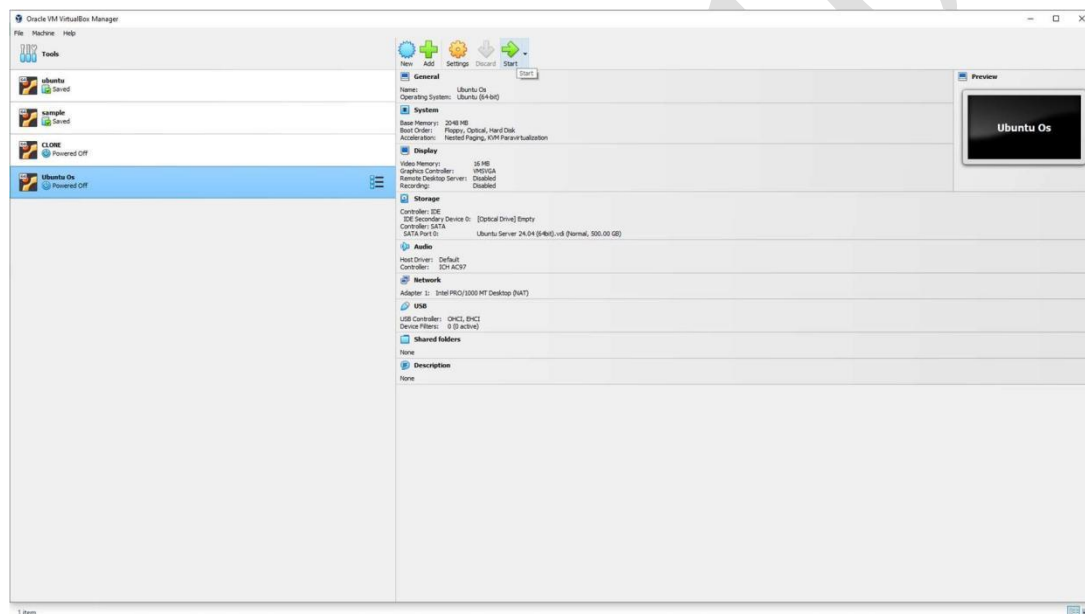 Oracle VM VirtualBox Manager
File Machine Help
Tools
ubuntu
Saved
sample
Saved
CLONE
Powered Off
Ubuntu Os
Powered Off
New Add Settings Discard Start
Start
General
Name: Ubuntu Os
Operating System: Ubuntu (64-bit)
System
Base Memory: 2048 MB
Boot Order: Floppy, Optical, Hard Disk
Acceleration: Nested Paging, KVM Paravirtualization
Display
Video Memory: 16 MB
Graphics Controller: VMSVGA
Remote Desktop Server: Disabled
Recording: Disabled
Storage
Controller: IDE
IDE Secondary Device 0: [Optical Drive] Empty
Controller: SATA
SATA Port 0: Ubuntu Server 24.04 (64bit).vdi (Normal, 500.00 GB)
Audio
Host Driver: Default
Controller: ICH AC97
Network
Adapter 1: Intel PRO/1000 MT Desktop (NAT)
USB
USB Controller: OHCI, EHCI
Device Filters: 0 (0 active)
Shared folders
None
Description
None
Preview
Ubuntu Os
1 item